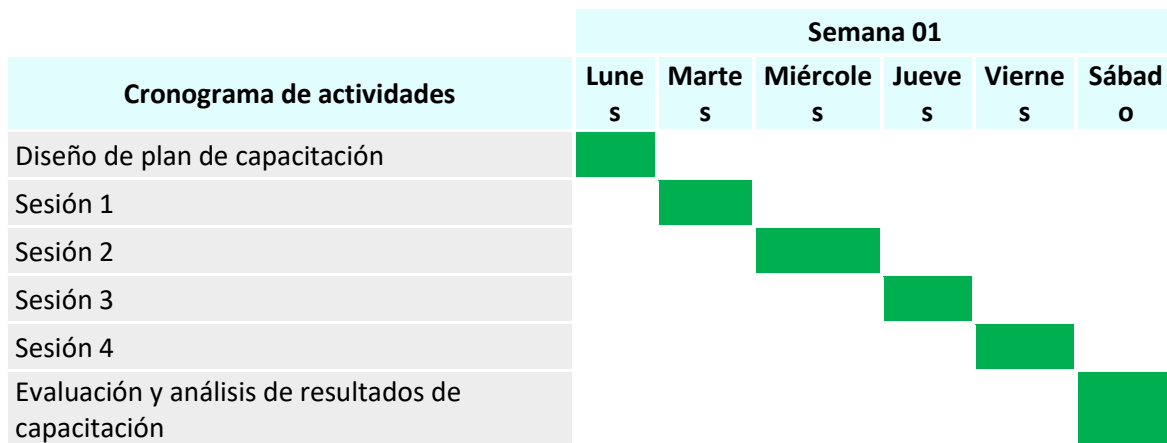 Semana 01
Cronograma de actividades
Lune Marte Miércole Jueve Vierne Sábad
s s s s s o
Diseño de plan de capacitación
Sesión 1
Sesión 2
Sesión 3
Sesión 4
Evaluación y análisis de resultados de
capacitación